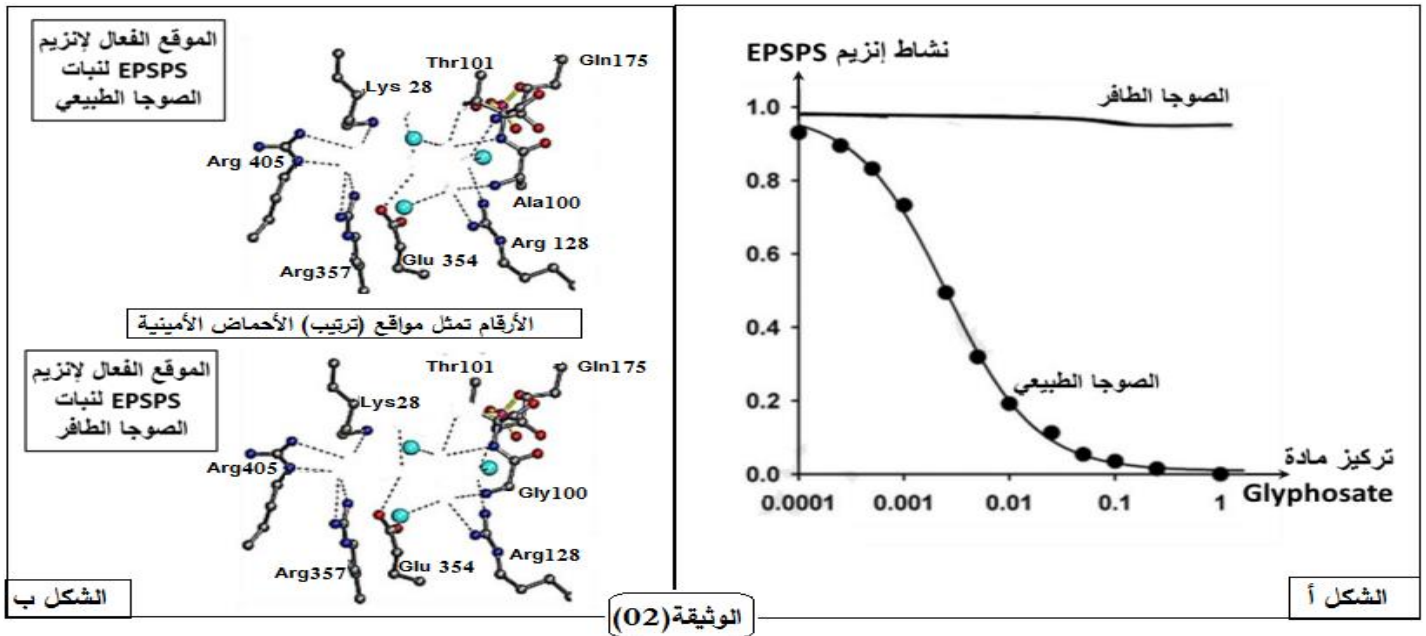 نشاط إنزيم EPSPS
الصوجا الطافر
1.0
0.8
0.6
0.4
0.2
0.0
الصوجا الطبيعي
تركيز مادة
Glyphosate
0.0001
0.001
0.01
0.1
1
الشكل أ
الموقع الفعال لإنزيم
EPSPS لنبات
الصوجا الطبيعي
Thr101
Gln175
Lys 28
Arg 405
Ala100
Arg 128
Glu 354
Arg357
الأرقام تمثل مواقع (ترتيب) الأحماض الأمينية
الموقع الفعال لإنزيم
EPSPS لنبات
الصوجا الطافر
Thr101
Gln175
Lys28
Arg405
Gly100
Arg128
Glu 354
Arg357
الشكل ب
الوثيقة(02)